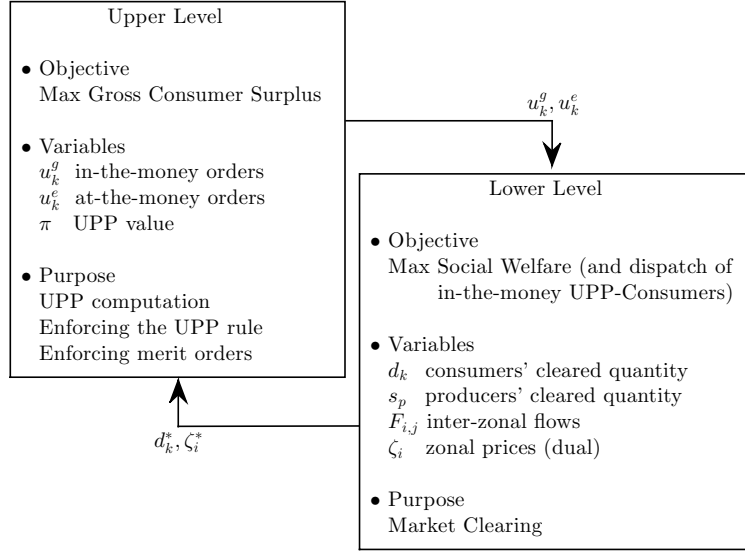 Upper Level
• Objective
Max Gross Consumer Surplus
• Variables
u_k^g in-the-money orders
u_k^e at-the-money orders
π UPP value
• Purpose
UPP computation
Enforcing the UPP rule
Enforcing merit orders
u_k^g, u_k^e
Lower Level
• Objective
Max Social Welfare (and dispatch of
in-the-money UPP-Consumers)
• Variables
d_k consumers' cleared quantity
s_p producers' cleared quantity
F_{i,j} inter-zonal flows
ζ_i zonal prices (dual)
• Purpose
Market Clearing
d_k^*, ζ_i^*